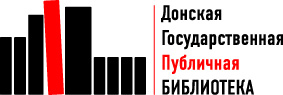 Донская
Государственная
Публичная
БИБЛИОТЕКА